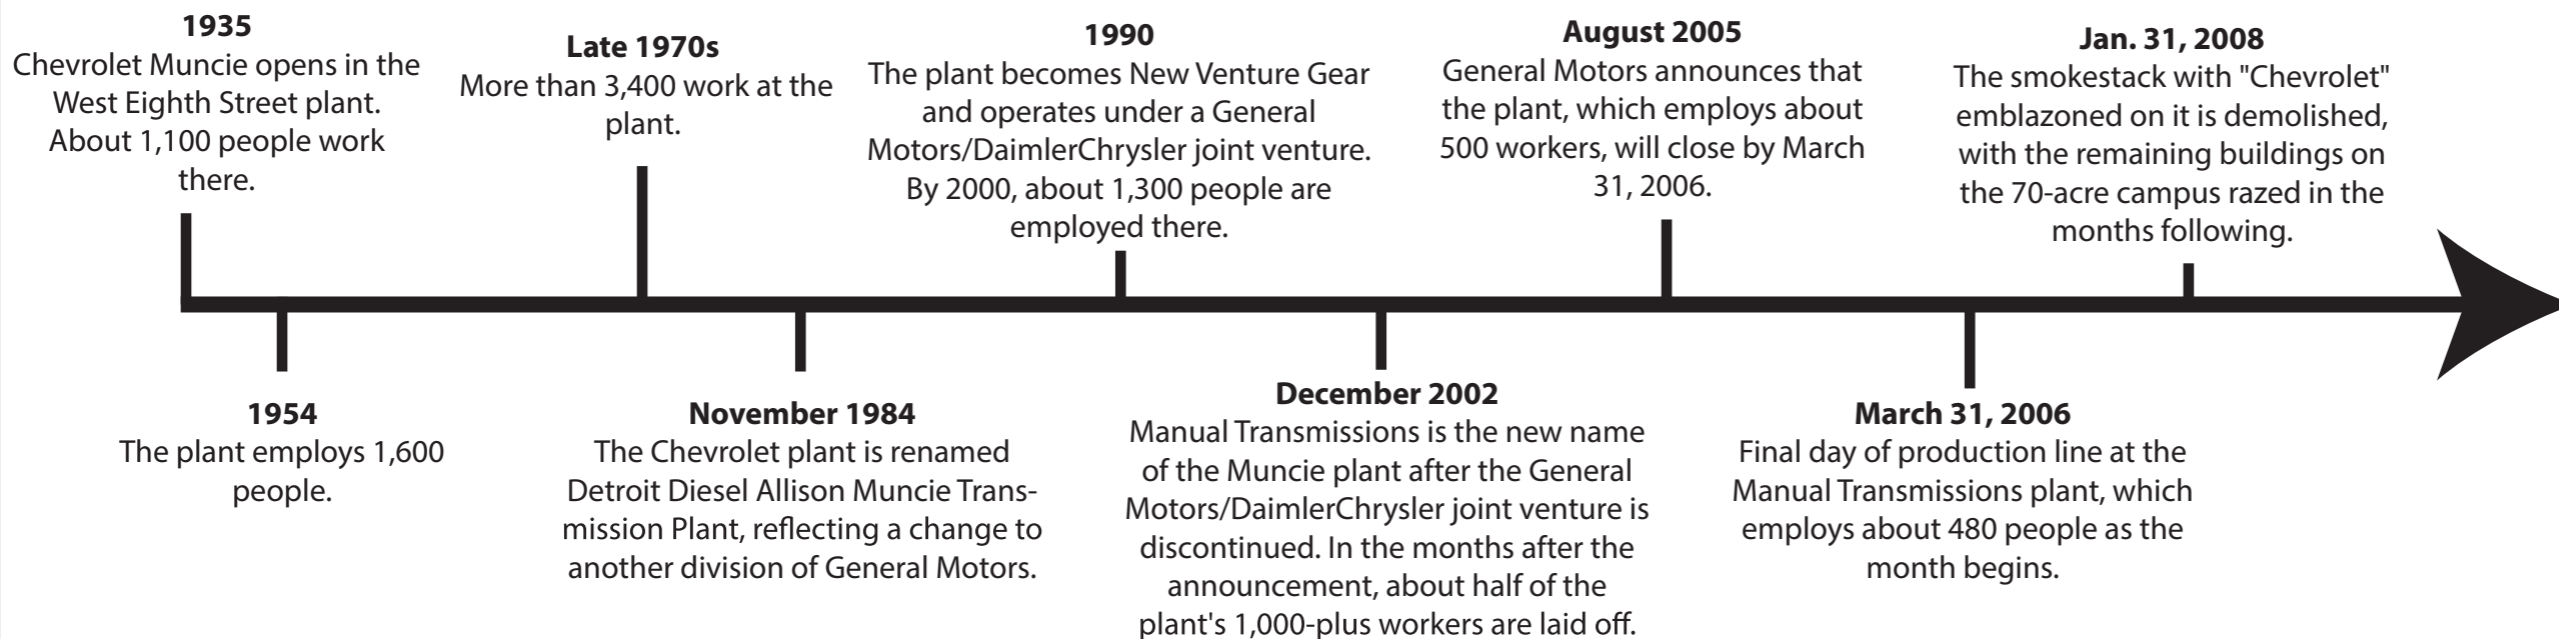 1935
Chevrolet Muncie opens in the
West Eighth Street plant.
About 1,100 people work
there.
Late 1970s
More than 3,400 work at the
plant.
1990
The plant becomes New Venture Gear
and operates under a General
Motors/DaimlerChrysler joint venture.
By 2000, about 1,300 people are
employed there.
August 2005
General Motors announces that
the plant, which employs about
500 workers, will close by March
31, 2006.
Jan. 31, 2008
The smokestack with "Chevrolet"
emblazoned on it is demolished,
with the remaining buildings on
the 70-acre campus razed in the
months following.
1954
The plant employs 1,600
people.
November 1984
The Chevrolet plant is renamed
Detroit Diesel Allison Muncie Trans-
mission Plant, reflecting a change to
another division of General Motors.
December 2002
Manual Transmissions is the new name
of the Muncie plant after the General
Motors/DaimlerChrysler joint venture is
discontinued. In the months after the
announcement, about half of the
plant's 1,000-plus workers are laid off.
March 31, 2006
Final day of production line at the
Manual Transmissions plant, which
employs about 480 people as the
month begins.